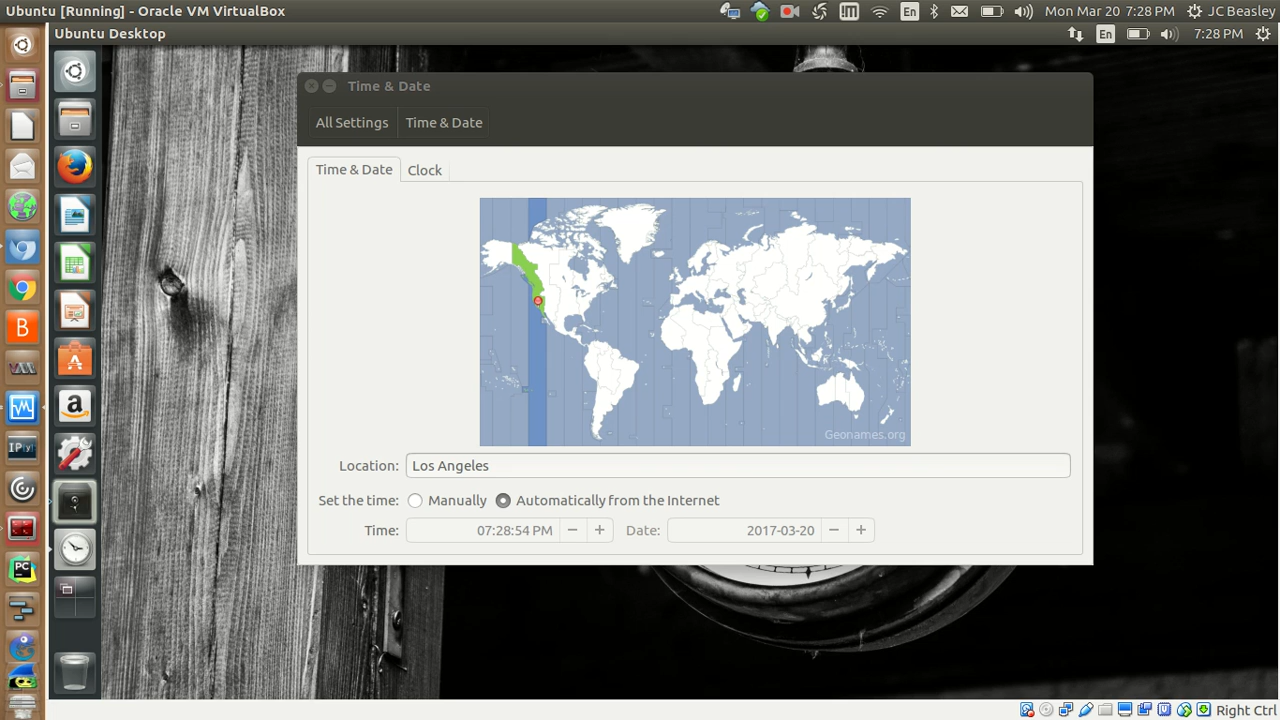 Ubuntu [Running] - Oracle VM VirtualBox
En
Mon Mar 20 7:28 PM
JC Beasley
Ubuntu Desktop
En
7:28 PM
Time & Date
All Settings
Time & Date
Time & Date
Clock
Geonames.org
Location:
Los Angeles
Set the time:
Manually
Automatically from the Internet
Time:
07:28:54 PM
Date:
2017-03-20
B
a
IP[y]
PC
Right Ctrl